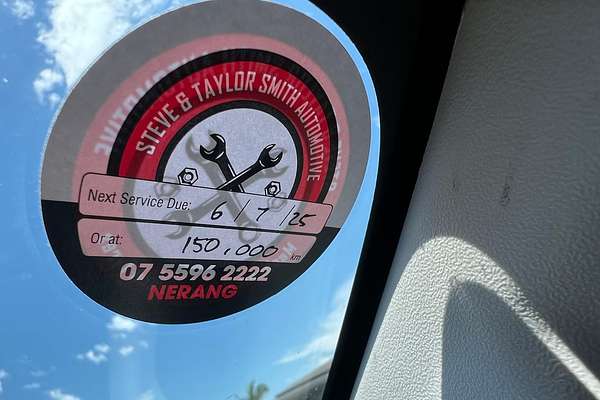 STEVE & TAYLOR SMITH AUTOMOTIVE
Next Service Due: 6/7/25
Or at: 150,000 km
07 5596 2222
NERANG